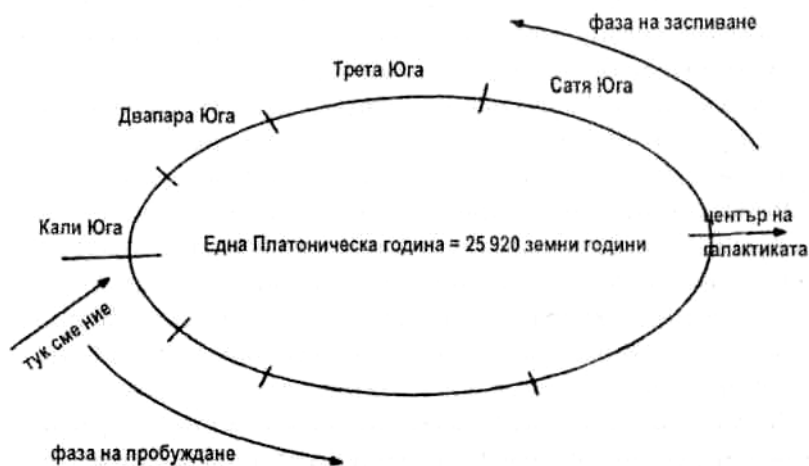 фаза на заспиване
Трета Юга
Сатя Юга
Двапара Юга
Кали Юга
Една Платоническа година = 25 920 земни години
център на
галактиката
тук сме ние
фаза на пробуждане